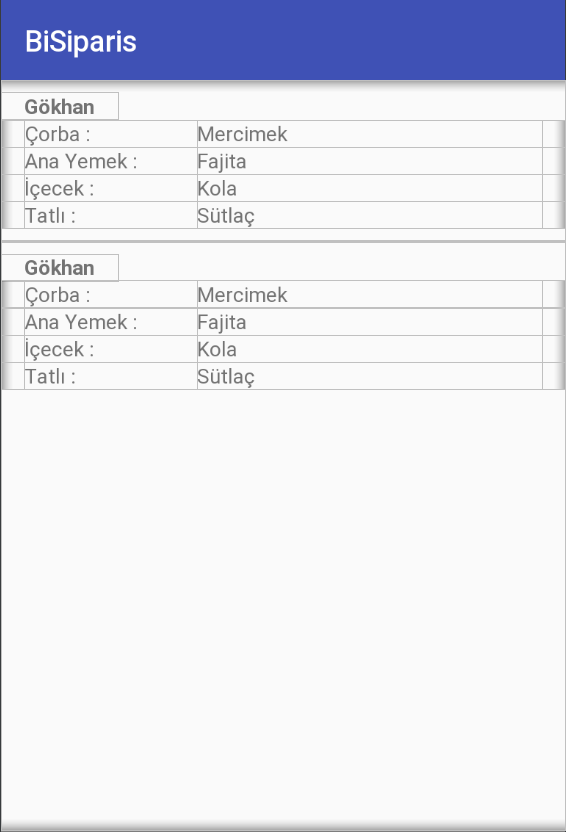 BiSiparis
Gökhan
Çorba : Mercimek
Ana Yemek : Fajita
İçecek : Kola
Tatlı : Sütlaç
Gökhan
Çorba : Mercimek
Ana Yemek : Fajita
İçecek : Kola
Tatlı : Sütlaç